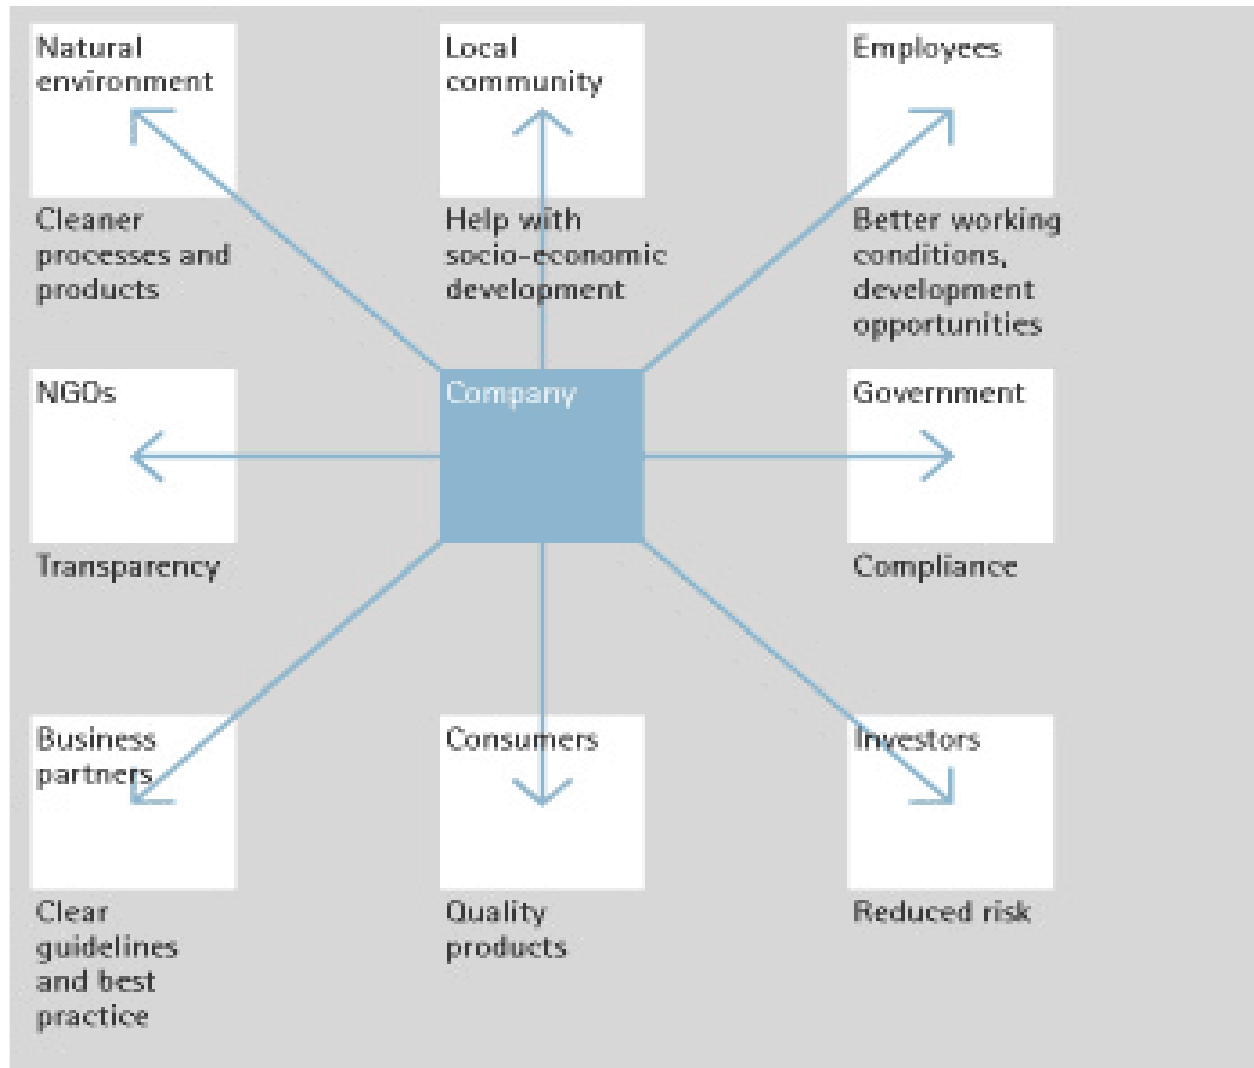 Natural
environment
Cleaner
processes and
products
Local
community
Help with
socio-economic
development
Employees
Better working
conditions,
development
opportunities
NGOs
Transparency
Company
Government
Compliance
Business
partners
Clear
guidelines
and best
practice
Consumers
Quality
products
Investors
Reduced risk